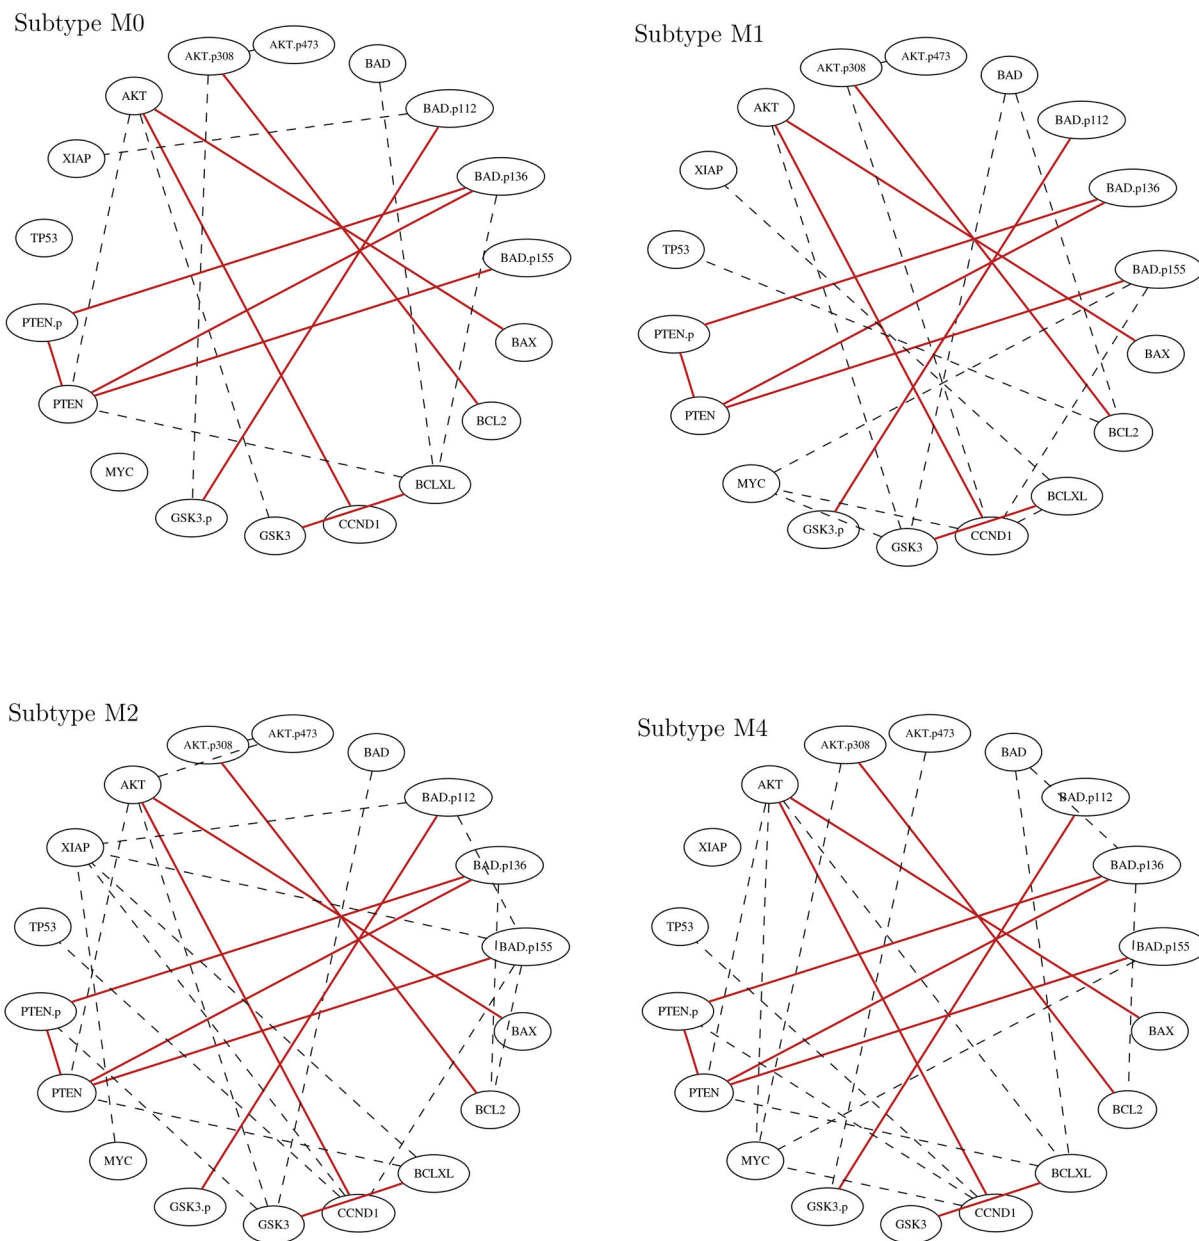 Subtype M0
AKT.p308
AKT.p473
BAD
AKT
BAD.p112
XIAP
BAD.p136
TP53
BAD.p155
PTEN.p
BAX
PTEN
BCL2
MYC
BCLXL
GSK3.p
CCND1
GSK3
Subtype M1
AKT.p308
AKT.p473
BAD
AKT
BAD.p112
XIAP
BAD.p136
TP53
BAD.p155
PTEN.p
BAX
PTEN
BCL2
MYC
BCLXL
GSK3.p
CCND1
GSK3
Subtype M2
AKT.p308
AKT.p473
BAD
AKT
BAD.p112
XIAP
BAD.p136
TP53
BAD.p155
PTEN.p
BAX
PTEN
BCL2
MYC
BCLXL
GSK3.p
CCND1
GSK3
Subtype M4
AKT.p308
AKT.p473
BAD
AKT
BAD.p112
XIAP
BAD.p136
TP53
BAD.p155
PTEN.p
BAX
PTEN
BCL2
MYC
BCLXL
GSK3.p
CCND1
GSK3